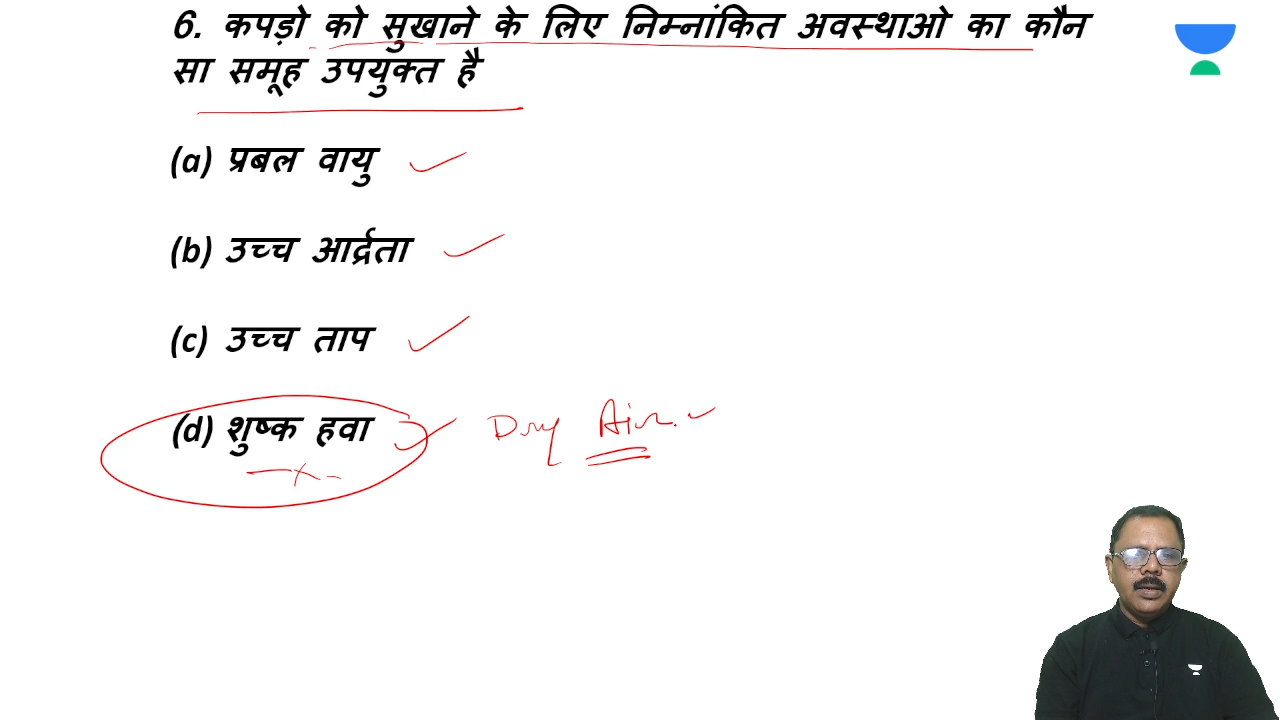 6. कपड़ो को सुखाने के लिए निम्नांकित अवस्थाओ का कौन
सा समूह उपयुक्त है
(a) प्रबल वायु
(b) उच्च आर्द्रता
(c) उच्च ताप
(d) शुष्क हवा Dry Air